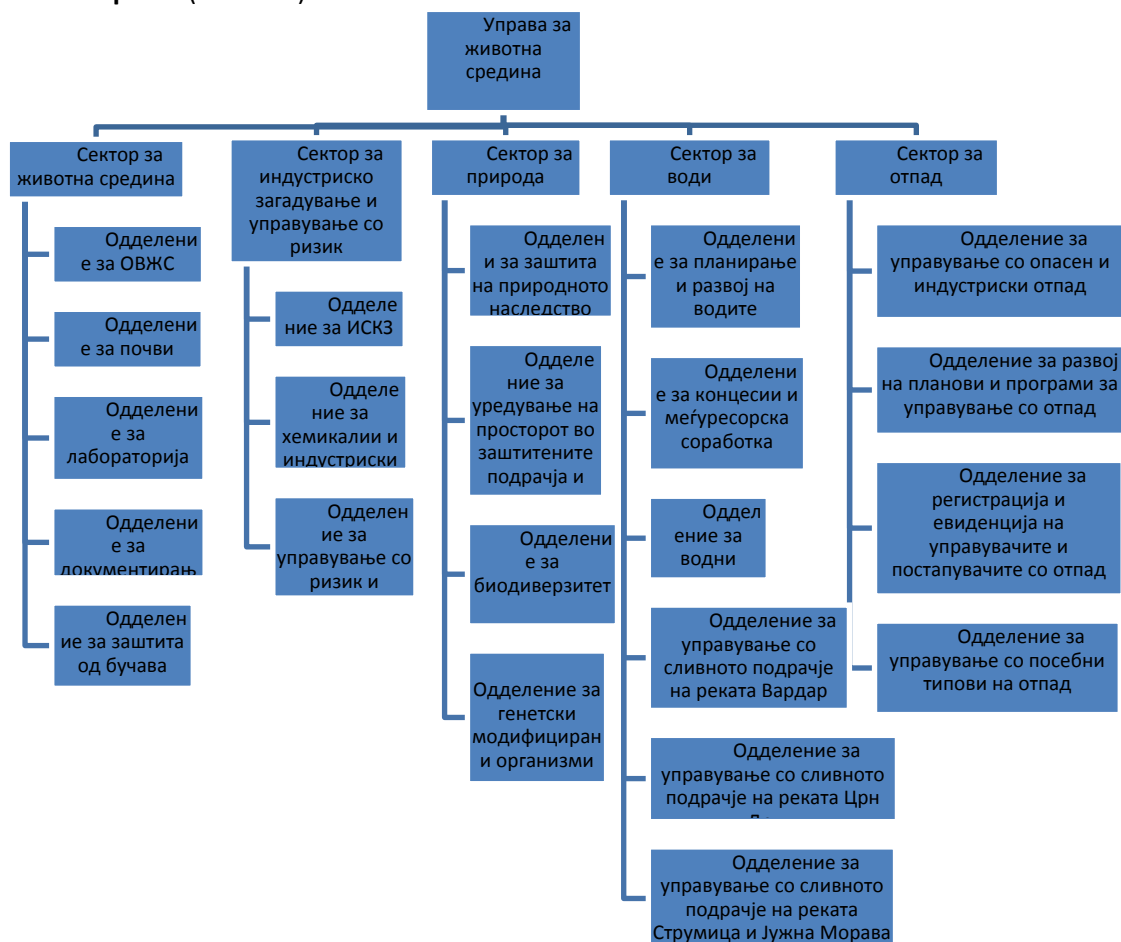 Управа за
животна
средина
Сектор за
животна средина
Одделени
е за ОВЖС
Одделени
е за почви
Одделени
е за
лабораторија
Одделени
е за
документирањ
Одделен
ие за заштита
од бучава
Сектор за
индустриско
загадување и
управување со
ризик
Одделе
ние за ИСКЗ
Одделе
ние за
хемикалии и
индустриски
Одделен
ие за
управување со
ризик и
Сектор за
природа
Одделен
и за заштита
на природното
наследство
Одделе
ние за
уредување на
просторот во
заштитените
подрачја и
Одделени
е за
биодиверзитет
Одделение за
генетски
модифициран
и организми
Сектор за
води
Одделени
е за планирање
и развој на
водите
Одделени
е за концесии и
меѓуресорска
соработка
Оддел
ение за
водни
Одделение за
управување со
сливното подрачје
на реката Вардар
Одделение за
управување со сливното
подрачје на реката Црн
Одделение за
управување со сливното
подрачје на реката
Струмица и Јужна Морава
Сектор за
отпад
Одделение за
управување со опасен и
индустриски отпад
Одделение за развој
на планови и програми за
управување со отпад
Одделение за
регистрација и
евиденција на
управувачите и
постапувачите со отпад
Одделение за
управување со посебни
типови на отпад